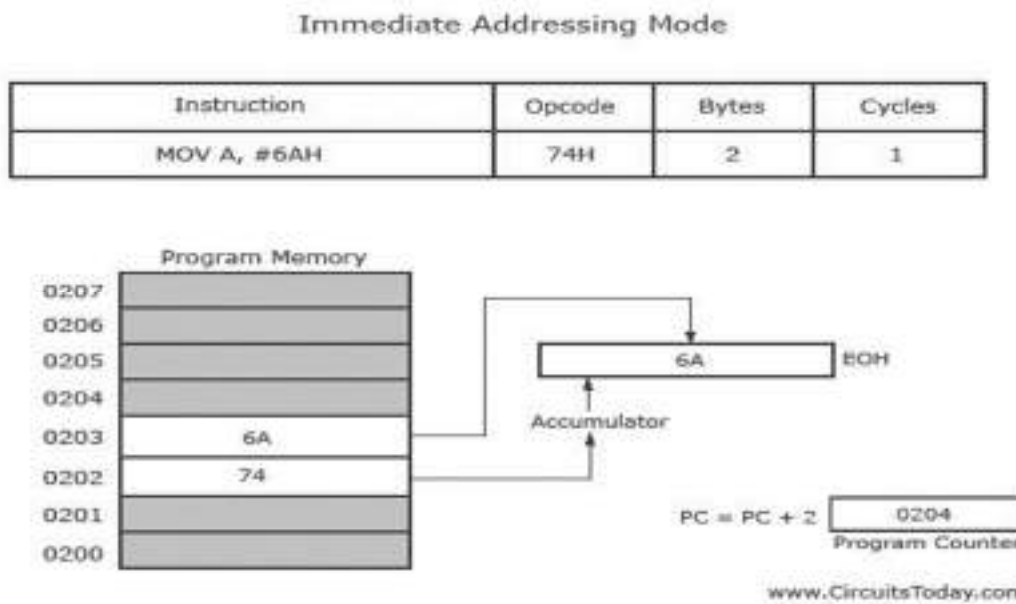 Immediate Addressing Mode
Instruction Opcode Bytes Cycles
MOV A, #6AH 74H 2 1
Program Memory
0207
0206
0205
0204
0203 6A
0202 74
0201
0200
6A EOH
Accumulator
PC = PC + 2 0204
Program Counter
www.CircuitsToday.com